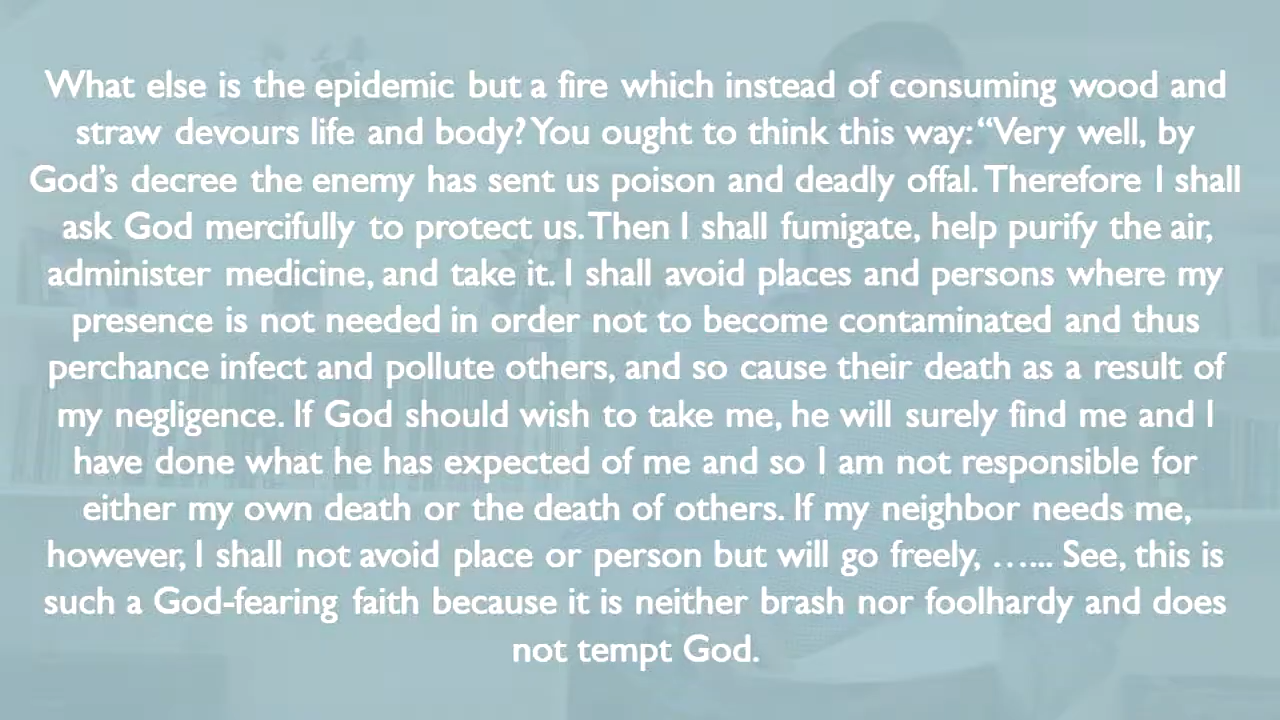 What else is the epidemic but a fire which instead of consuming wood and
straw devours life and body? You ought to think this way: “Very well, by
God’s decree the enemy has sent us poison and deadly offal. Therefore I shall
ask God mercifully to protect us. Then I shall fumigate, help purify the air,
administer medicine, and take it. I shall avoid places and persons where my
presence is not needed in order not to become contaminated and thus
perchance infect and pollute others, and so cause their death as a result of
my negligence. If God should wish to take me, he will surely find me and I
have done what he has expected of me and so I am not responsible for
either my own death or the death of others. If my neighbor needs me,
however, I shall not avoid place or person but will go freely, …... See, this is
such a God-fearing faith because it is neither brash nor foolhardy and does
not tempt God.